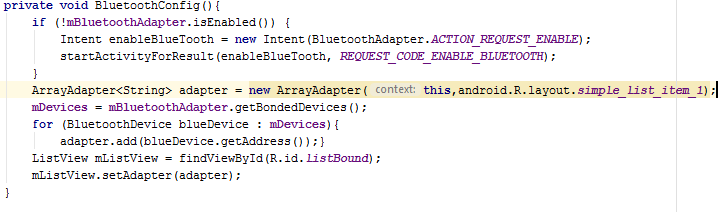 private void BluetoothConfig(){
    if (!mBluetoothAdapter.isEnabled()) {
        Intent enableBlueTooth = new Intent(BluetoothAdapter.ACTION_REQUEST_ENABLE);
        startActivityForResult(enableBlueTooth, REQUEST_CODE_ENABLE_BLUETOOTH);
    }
    ArrayAdapter<String> adapter = new ArrayAdapter( context: this,android.R.layout.simple_list_item_1);
    mDevices = mBluetoothAdapter.getBondedDevices();
    for (BluetoothDevice blueDevice : mDevices){
        adapter.add(blueDevice.getAddress());}
    ListView mListView = findViewById(R.id.listBound);
    mListView.setAdapter(adapter);
}